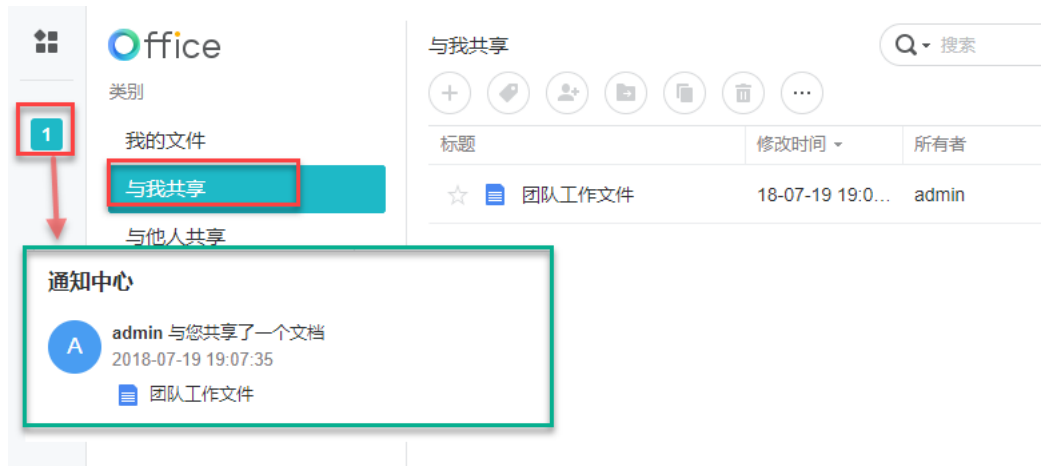 Office
类别
1
我的文件
与我共享
与他人共享
与我共享
搜索
标题 修改时间 所有者
团队工作文件 18-07-19 19:0... admin
通知中心
A
admin 与您共享了一个文档
2018-07-19 19:07:35
团队工作文件